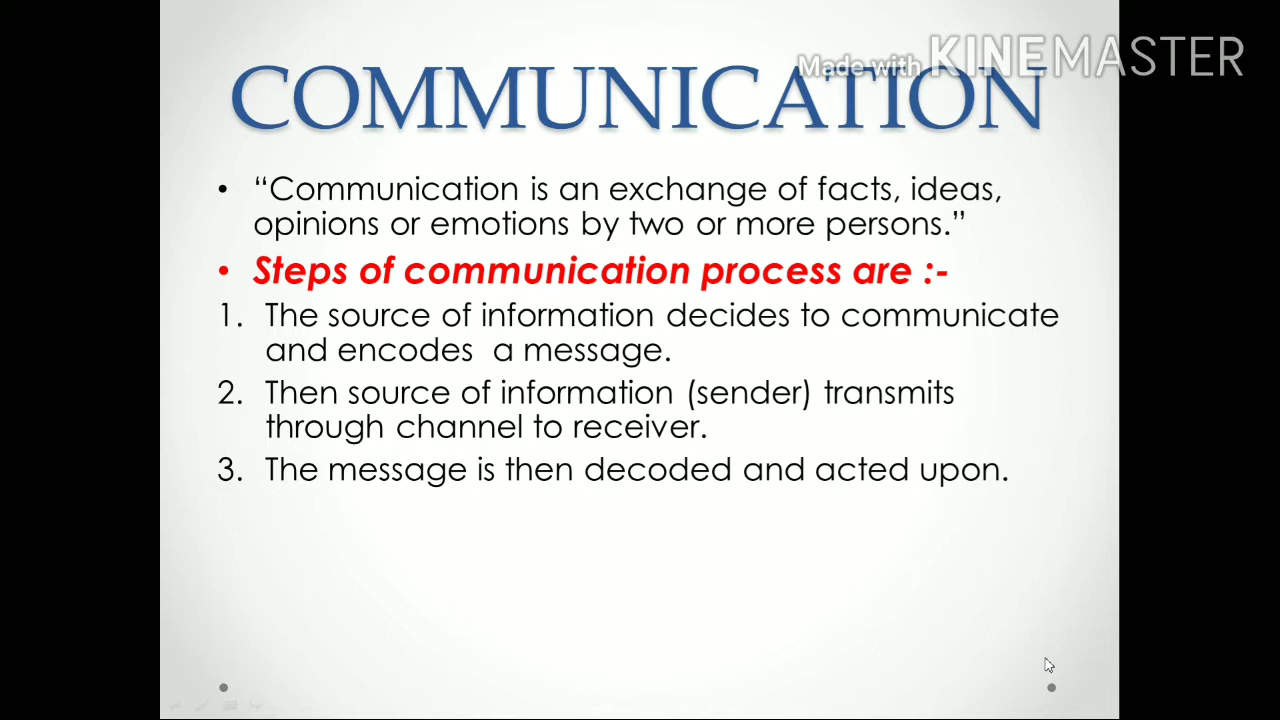 Made with KINEMASTER
COMMUNICATION
• “Communication is an exchange of facts, ideas,
opinions or emotions by two or more persons.”
• Steps of communication process are :-
1. The source of information decides to communicate
and encodes a message.
2. Then source of information (sender) transmits
through channel to receiver.
3. The message is then decoded and acted upon.